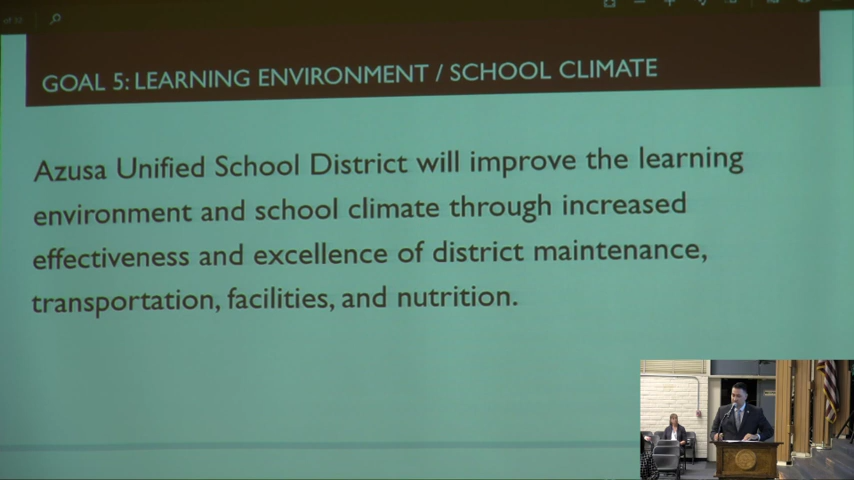 GOAL 5: LEARNING ENVIRONMENT / SCHOOL CLIMATE
Azusa Unified School District will improve the learning
environment and school climate through increased
effectiveness and excellence of district maintenance,
transportation, facilities, and nutrition.